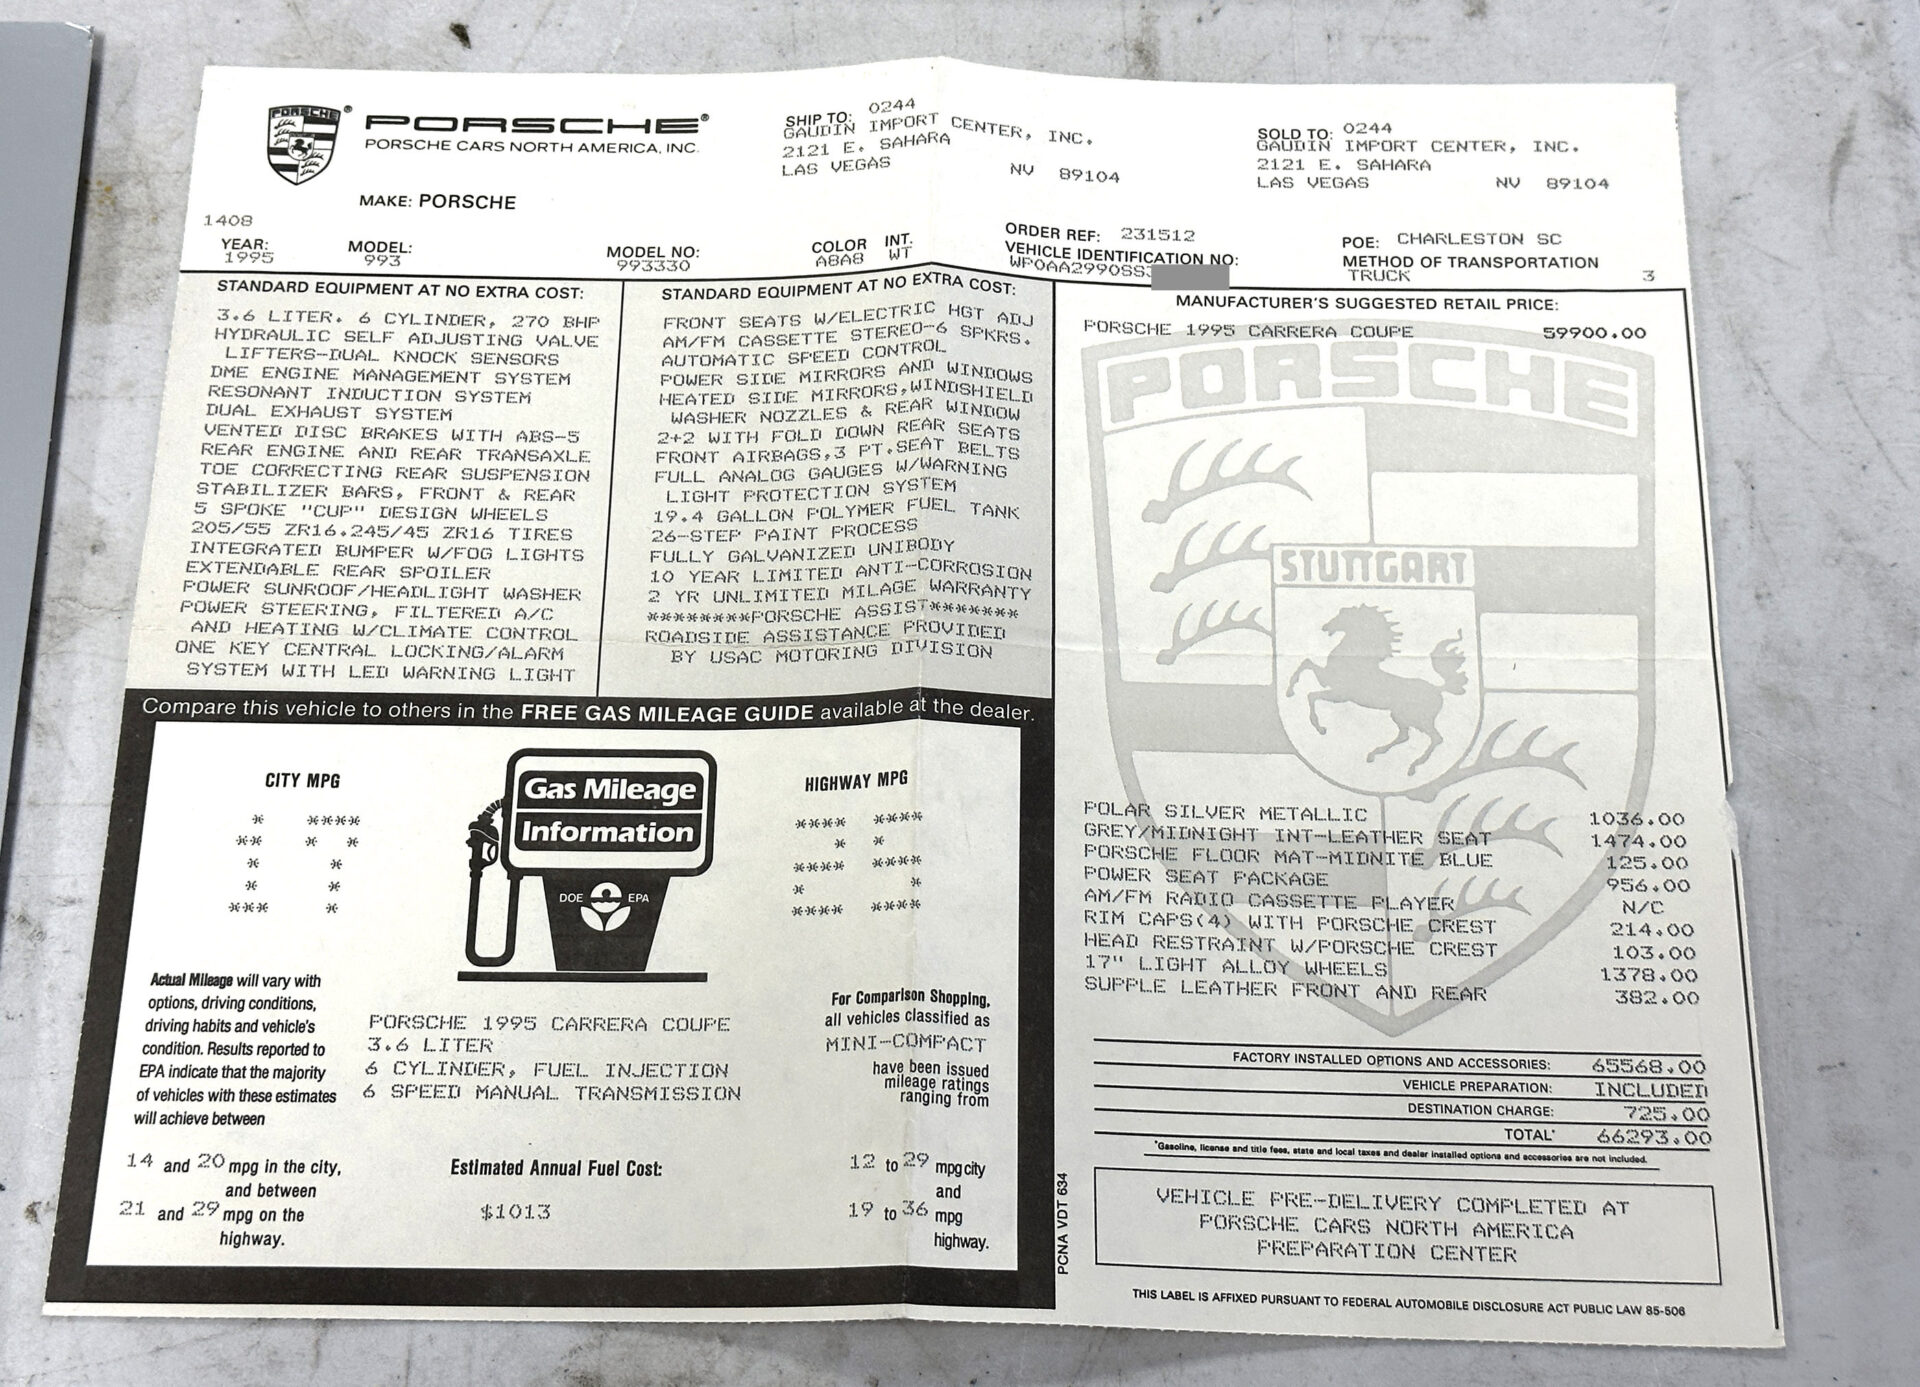 PORSCHE
PORSCHE
PORSCHE CARS NORTH AMERICA, INC.
SHIP TO: 0244
GAUDIN IMPORT CENTER, INC.
2121 E. SAHARA
LAS VEGAS NV 89104
SOLD TO: 0244
GAUDIN IMPORT CENTER, INC.
2121 E. SAHARA
LAS VEGAS NV 89104
MAKE: PORSCHE
1408
YEAR:
1995
MODEL:
993
MODEL NO:
993330
COLOR INT.
A8A8 WT
ORDER REF: 231512
VEHICLE IDENTIFICATION NO:
WP0AA2990SS3
POE: CHARLESTON SC
METHOD OF TRANSPORTATION
TRUCK 3
STANDARD EQUIPMENT AT NO EXTRA COST:
3.6 LITER. 6 CYLINDER, 270 BHP
HYDRAULIC SELF ADJUSTING VALVE
LIFTERS-DUAL KNOCK SENSORS
DME ENGINE MANAGEMENT SYSTEM
RESONANT INDUCTION SYSTEM
DUAL EXHAUST SYSTEM
VENTED DISC BRAKES WITH ABS-5
REAR ENGINE AND REAR TRANSAXLE
TOE CORRECTING REAR SUSPENSION
STABILIZER BARS, FRONT & REAR
5 SPOKE "CUP" DESIGN WHEELS
205/55 ZR16.245/45 ZR16 TIRES
INTEGRATED BUMPER W/FOG LIGHTS
EXTENDABLE REAR SPOILER
POWER SUNROOF/HEADLIGHT WASHER
POWER STEERING, FILTERED A/C
AND HEATING W/CLIMATE CONTROL
ONE KEY CENTRAL LOCKING/ALARM
SYSTEM WITH LED WARNING LIGHT
STANDARD EQUIPMENT AT NO EXTRA COST:
FRONT SEATS W/ELECTRIC HGT ADJ
AM/FM CASSETTE STEREO-6 SPKRS.
AUTOMATIC SPEED CONTROL
POWER SIDE MIRRORS AND WINDOWS
HEATED SIDE MIRRORS,WINDSHIELD
WASHER NOZZLES & REAR WINDOW
2+2 WITH FOLD DOWN REAR SEATS
FRONT AIRBAGS,3 PT.SEAT BELTS
FULL ANALOG GAUGES W/WARNING
LIGHT PROTECTION SYSTEM
19.4 GALLON POLYMER FUEL TANK
26-STEP PAINT PROCESS
FULLY GALVANIZED UNIBODY
10 YEAR LIMITED ANTI-CORROSION
2 YR UNLIMITED MILAGE WARRANTY
********PORSCHE ASSIST*******
ROADSIDE ASSISTANCE PROVIDED
BY USAC MOTORING DIVISION
MANUFACTURER'S SUGGESTED RETAIL PRICE:
PORSCHE 1995 CARRERA COUPE 59900.00
PORSCHE
STUTTGART
POLAR SILVER METALLIC 1036.00
GREY/MIDNIGHT INT-LEATHER SEAT 1474.00
PORSCHE FLOOR MAT-MIDNITE BLUE 125.00
POWER SEAT PACKAGE 956.00
AM/FM RADIO CASSETTE PLAYER N/C
RIM CAPS(4) WITH PORSCHE CREST 214.00
HEAD RESTRAINT W/PORSCHE CREST 103.00
17" LIGHT ALLOY WHEELS 1378.00
SUPPLE LEATHER FRONT AND REAR 382.00
FACTORY INSTALLED OPTIONS AND ACCESSORIES: 65568.00
VEHICLE PREPARATION: INCLUDED
DESTINATION CHARGE: 725.00
TOTAL* 66293.00
*Gasoline, license and title fees, state and local taxes and dealer installed options and accessories are not included.
VEHICLE PRE-DELIVERY COMPLETED AT
PORSCHE CARS NORTH AMERICA
PREPARATION CENTER
THIS LABEL IS AFFIXED PURSUANT TO FEDERAL AUTOMOBILE DISCLOSURE ACT PUBLIC LAW 85-506
PCNA VDT 634
Compare this vehicle to others in the FREE GAS MILEAGE GUIDE available at the dealer.
CITY MPG
17
Gas Mileage
Information
DOE EPA
HIGHWAY MPG
25
Actual Mileage will vary with
options, driving conditions,
driving habits and vehicle's
condition. Results reported to
EPA indicate that the majority
of vehicles with these estimates
will achieve between
14 and 20 mpg in the city,
and between
21 and 29 mpg on the
highway.
PORSCHE 1995 CARRERA COUPE
3.6 LITER
6 CYLINDER, FUEL INJECTION
6 SPEED MANUAL TRANSMISSION
Estimated Annual Fuel Cost:
$1013
For Comparison Shopping,
all vehicles classified as
MINI-COMPACT
have been issued
mileage ratings
ranging from
12 to 29 mpg city
and
19 to 36 mpg
highway.